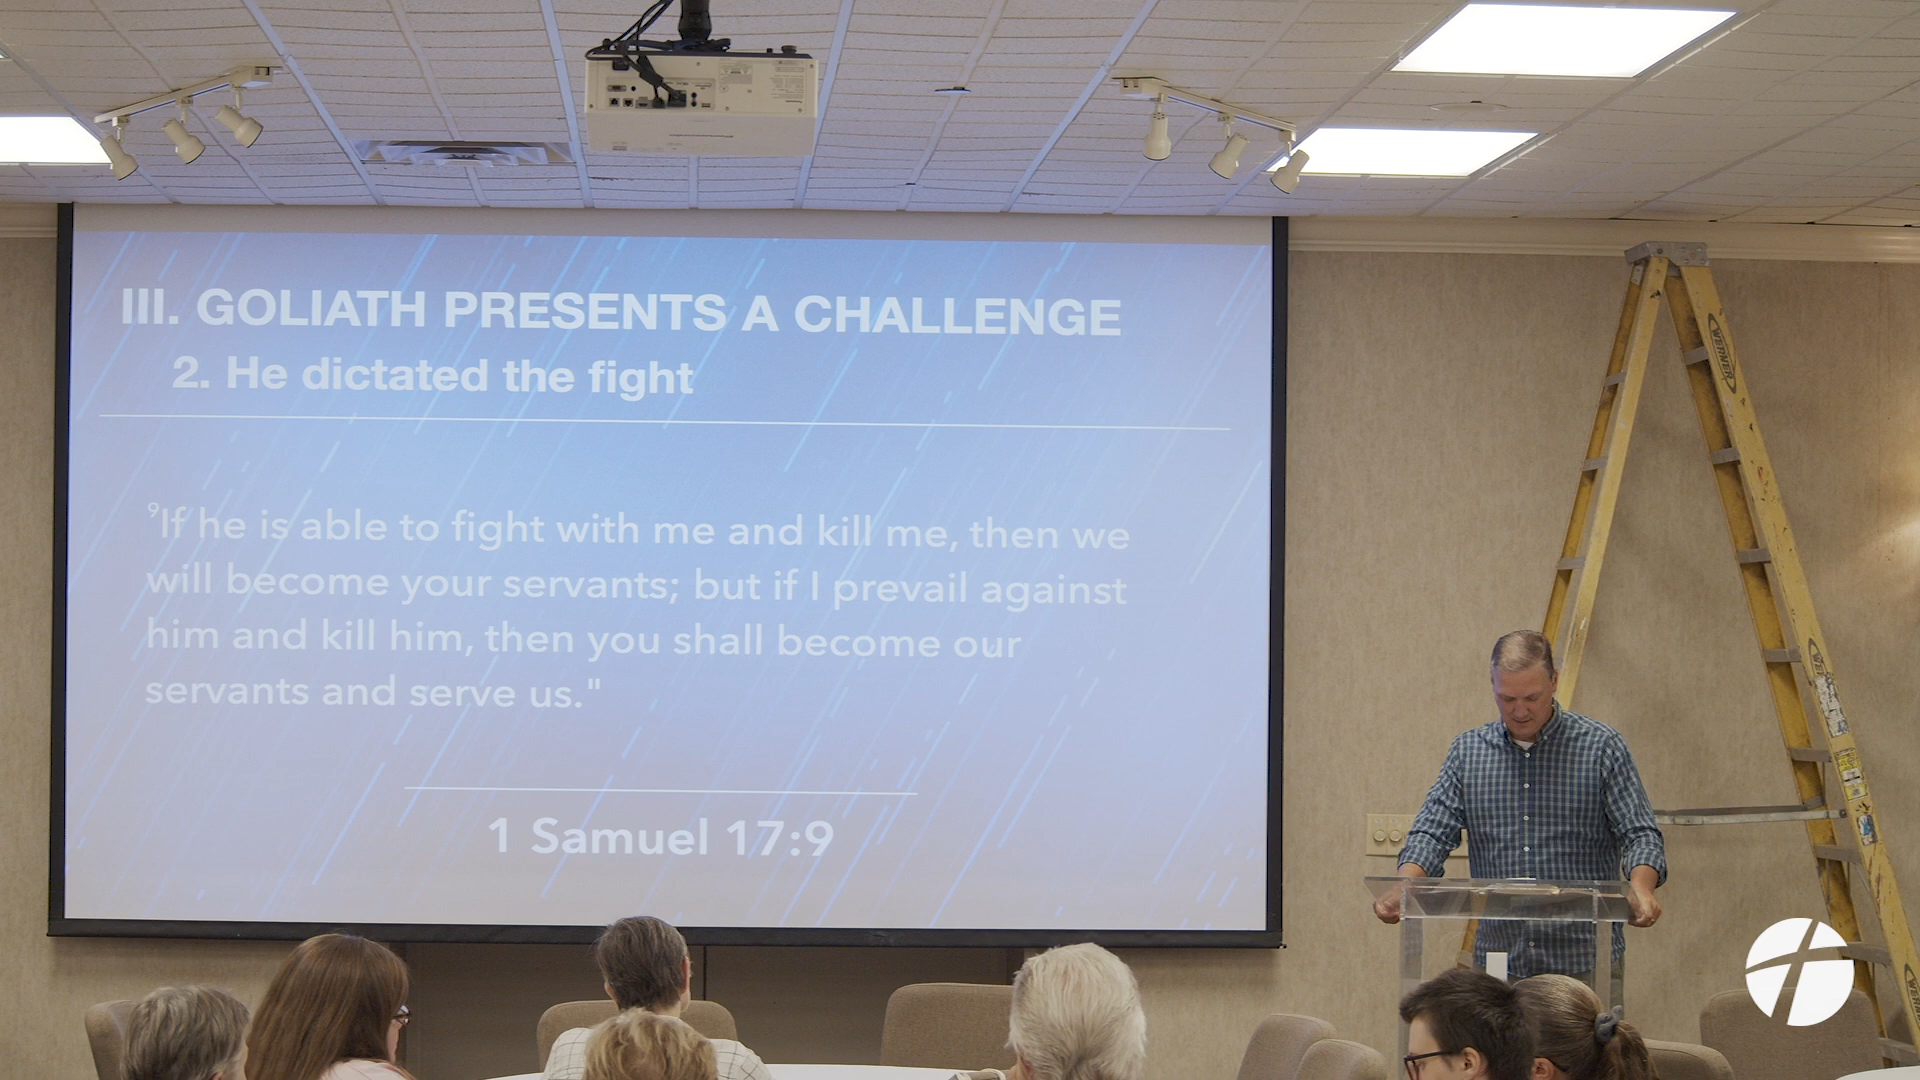 III. GOLIATH PRESENTS A CHALLENGE
2. He dictated the fight
⁹If he is able to fight with me and kill me, then we
will become your servants; but if I prevail against
him and kill him, then you shall become our
servants and serve us."
1 Samuel 17:9
WERNER